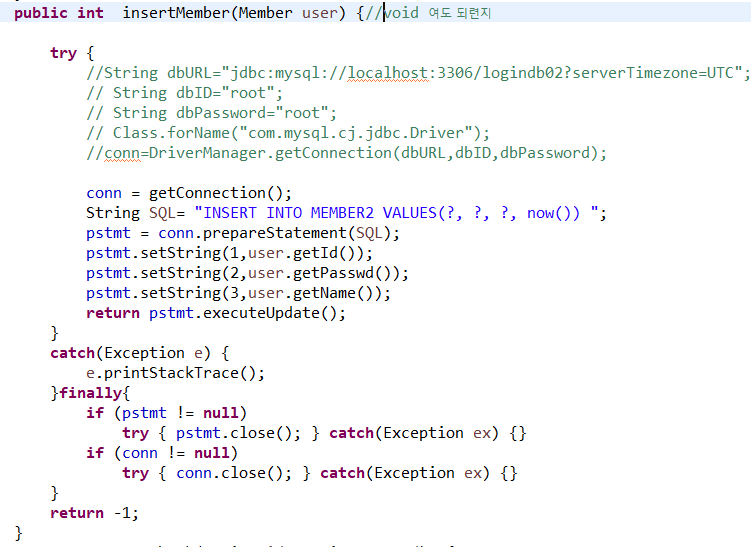 public int  insertMember(Member user) {//void 여도 되련지
try {
//String dbURL="jdbc:mysql://localhost:3306/logindb02?serverTimezone=UTC";
// String dbID="root";
// String dbPassword="root";
// Class.forName("com.mysql.cj.jdbc.Driver");
//conn=DriverManager.getConnection(dbURL,dbID,dbPassword);
conn = getConnection();
String SQL= "INSERT INTO MEMBER2 VALUES(?, ?, ?, now()) ";
pstmt = conn.prepareStatement(SQL);
pstmt.setString(1,user.getId());
pstmt.setString(2,user.getPasswd());
pstmt.setString(3,user.getName());
return pstmt.executeUpdate();
}
catch(Exception e) {
e.printStackTrace();
}finally{
if (pstmt != null)
try { pstmt.close(); } catch(Exception ex) {}
if (conn != null)
try { conn.close(); } catch(Exception ex) {}
}
return -1;
}